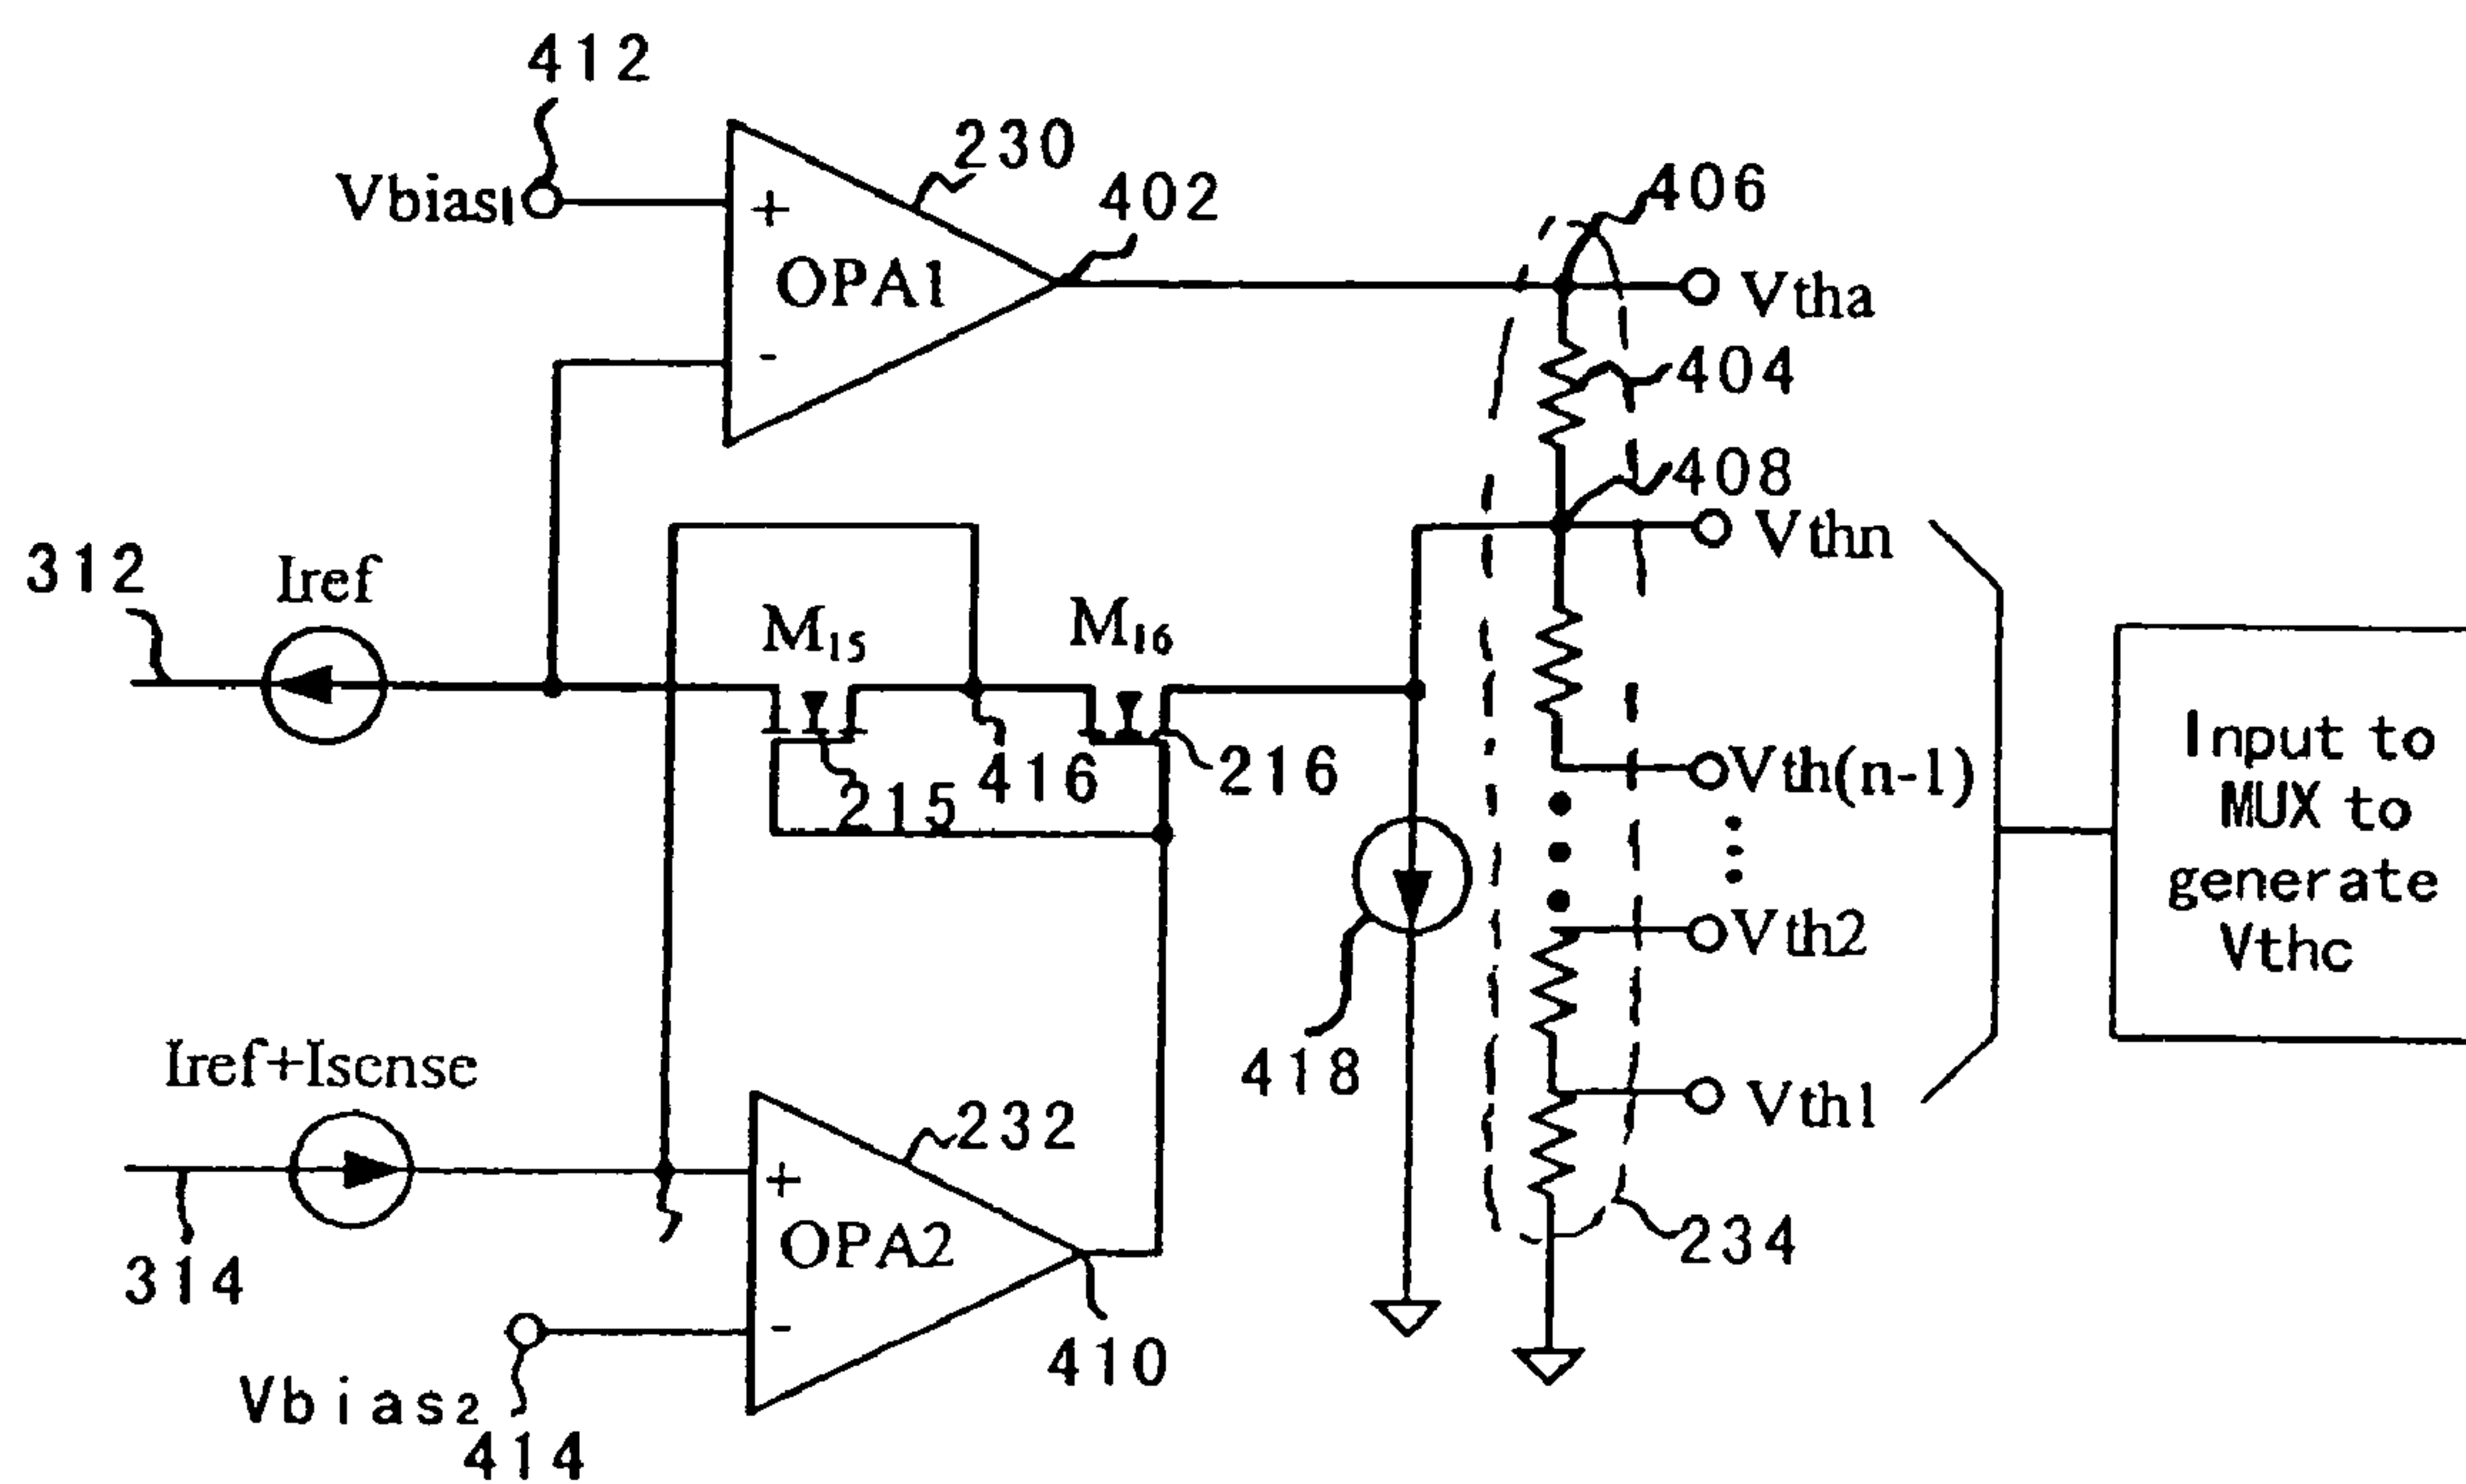 412
230
402
406
Vbias1
+
OPA1
-
Vtha
404
408
Vthn
312
Iref
M15
M16
215
416
216
Vth(n-1)
Input to
MUX to
generate
Vthc
Vth2
418
Vth1
Iref+Isense
232
+
OPA2
-
314
234
410
Vbias2
414